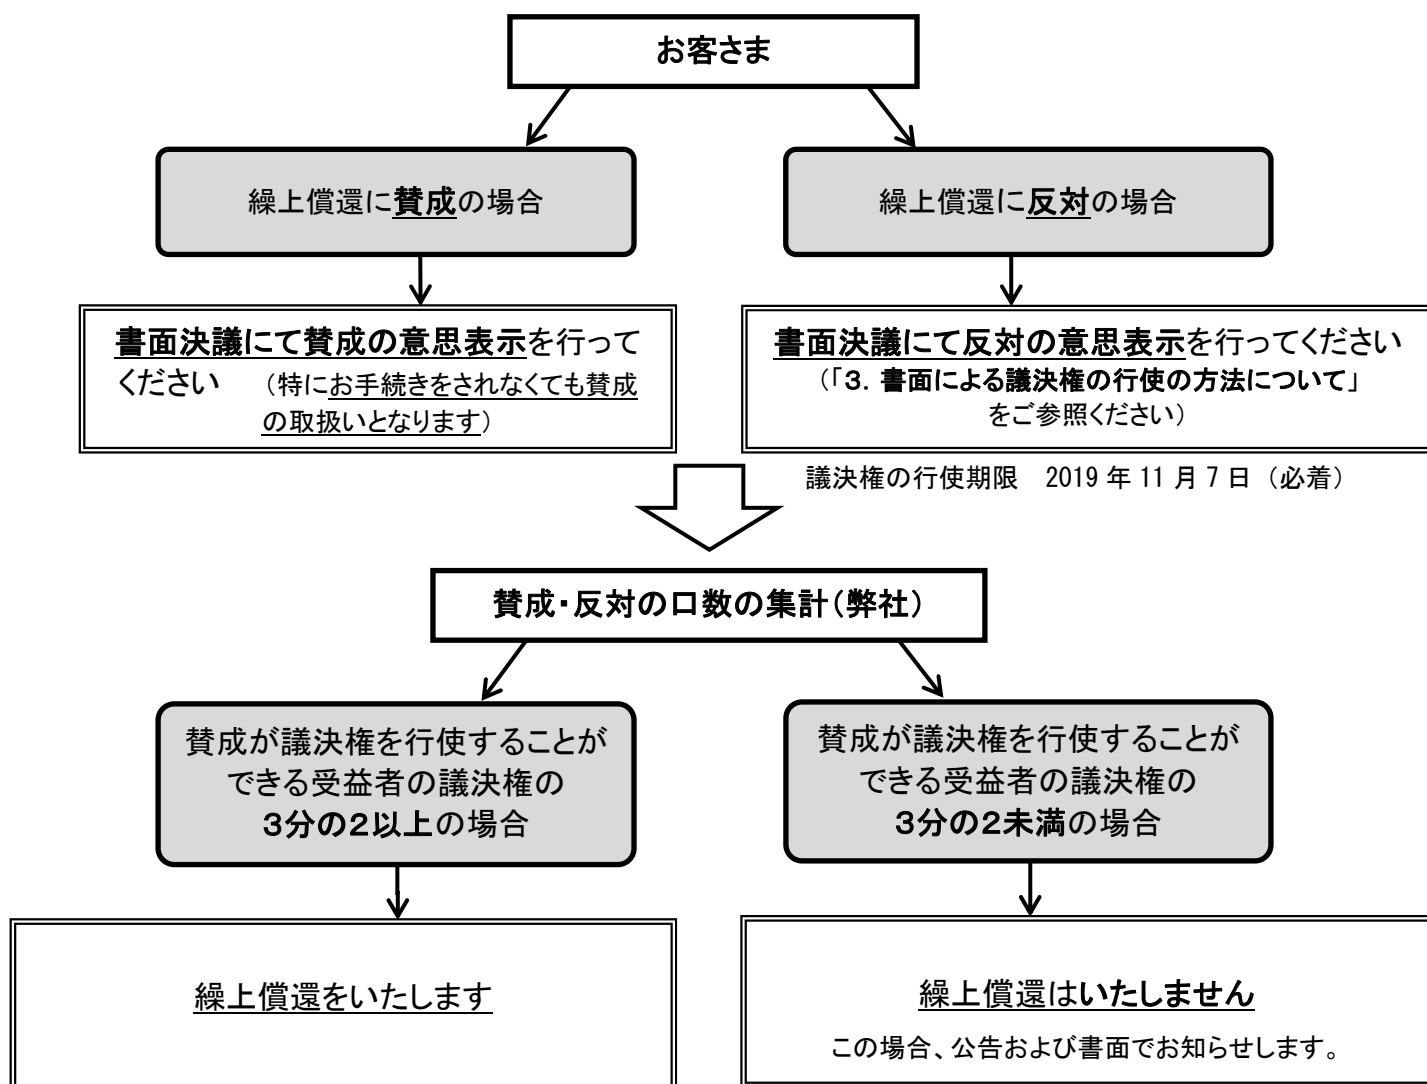 お客さま
繰上償還に賛成の場合
繰上償還に反対の場合
書面決議にて賛成の意思表示を行って
ください　（特にお手続きをされなくても賛成
の取扱いとなります）
書面決議にて反対の意思表示を行ってください
（「３．書面による議決権の行使の方法について」
をご参照ください）
議決権の行使期限　2019 年 11 月 7 日（必着）
賛成・反対の口数の集計（弊社）
賛成が議決権を行使することが
できる受益者の議決権の
３分の２以上の場合
賛成が議決権を行使することが
できる受益者の議決権の
３分の２未満の場合
繰上償還をいたします
繰上償還はいたしません
この場合、公告および書面でお知らせします。